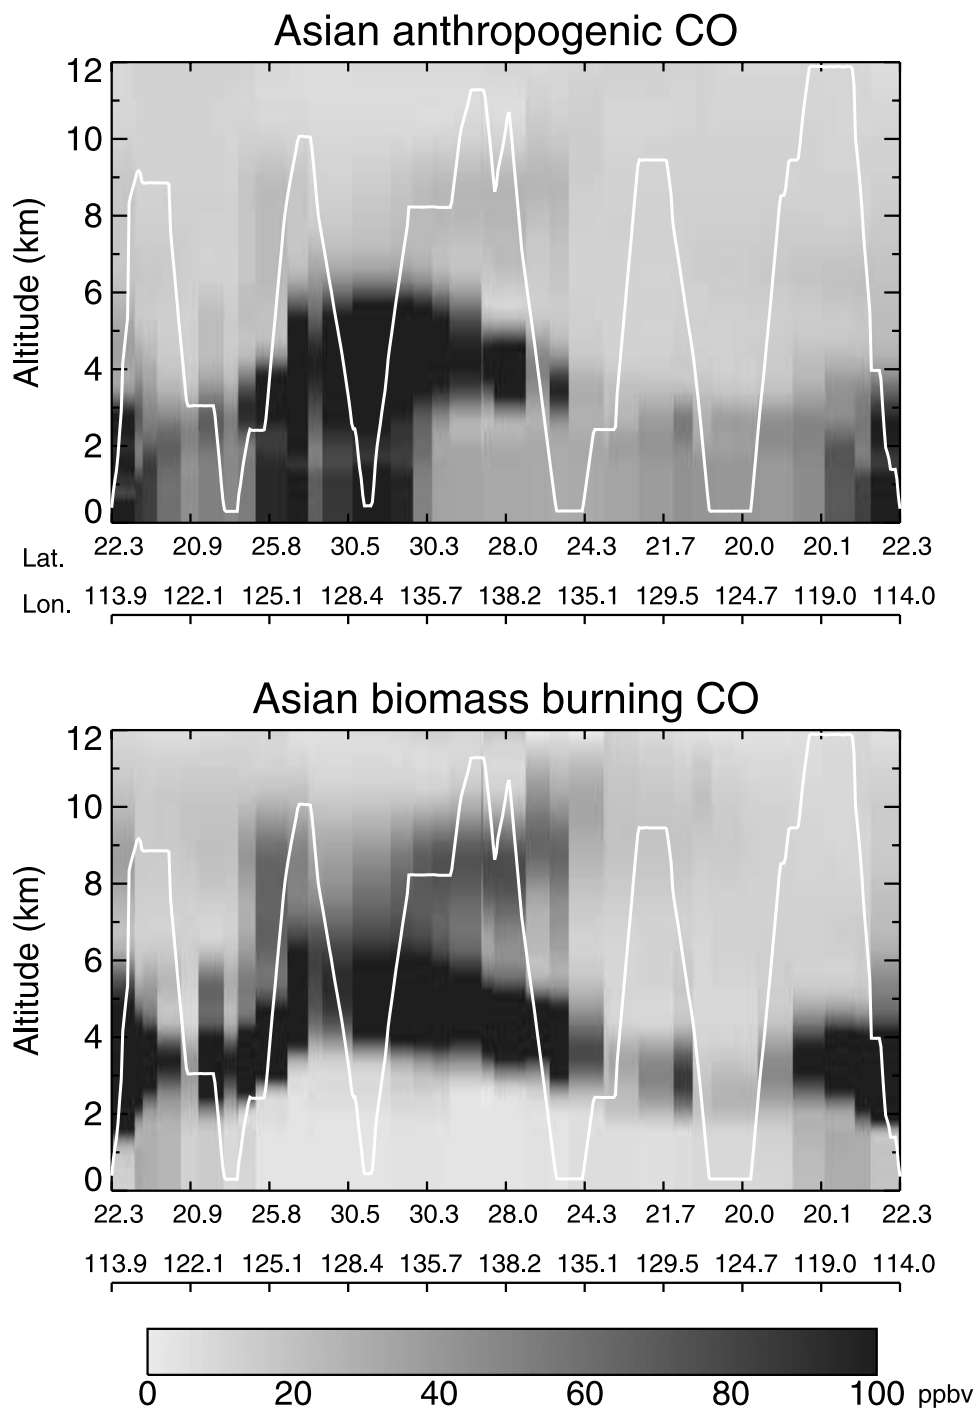 Asian anthropogenic CO
12
10
8
6
4
2
0
Altitude (km)
Lat. 22.3 20.9 25.8 30.5 30.3 28.0 24.3 21.7 20.0 20.1 22.3
Lon. 113.9 122.1 125.1 128.4 135.7 138.2 135.1 129.5 124.7 119.0 114.0
Asian biomass burning CO
12
10
8
6
4
2
0
Altitude (km)
22.3 20.9 25.8 30.5 30.3 28.0 24.3 21.7 20.0 20.1 22.3
113.9 122.1 125.1 128.4 135.7 138.2 135.1 129.5 124.7 119.0 114.0
0 20 40 60 80 100 ppbv